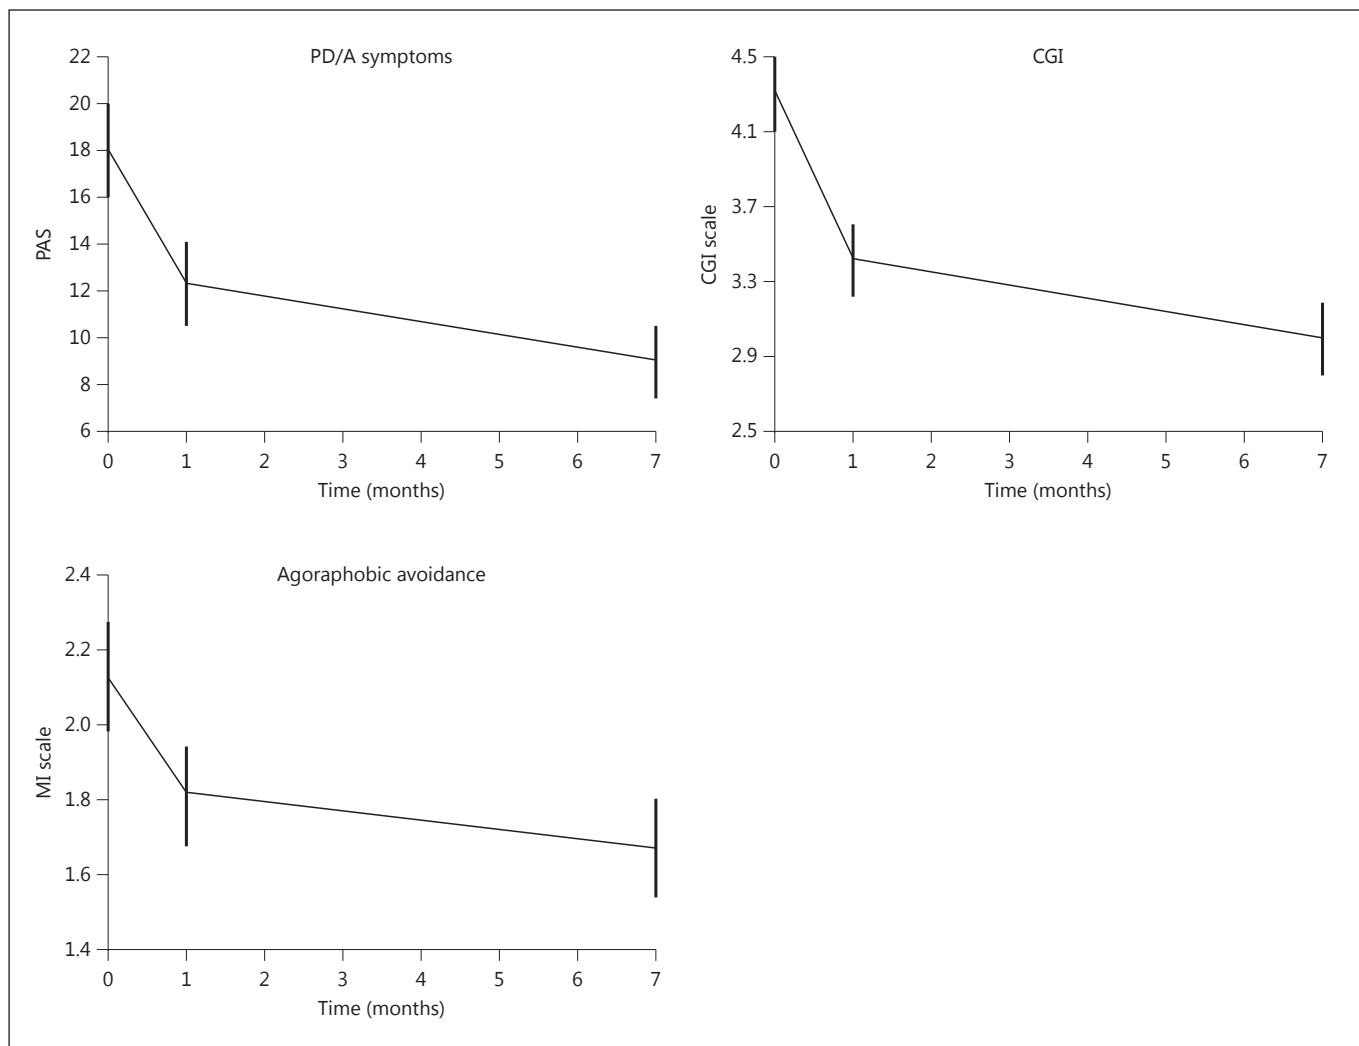 PD/A symptoms
22
20
18
16
14
12
10
8
6
PAS
0 1 2 3 4 5 6 7
Time (months)
CGI
4.5
4.1
3.7
3.3
2.9
2.5
CGI scale
0 1 2 3 4 5 6 7
Time (months)
Agoraphobic avoidance
2.4
2.2
2.0
1.8
1.6
1.4
MI scale
0 1 2 3 4 5 6 7
Time (months)